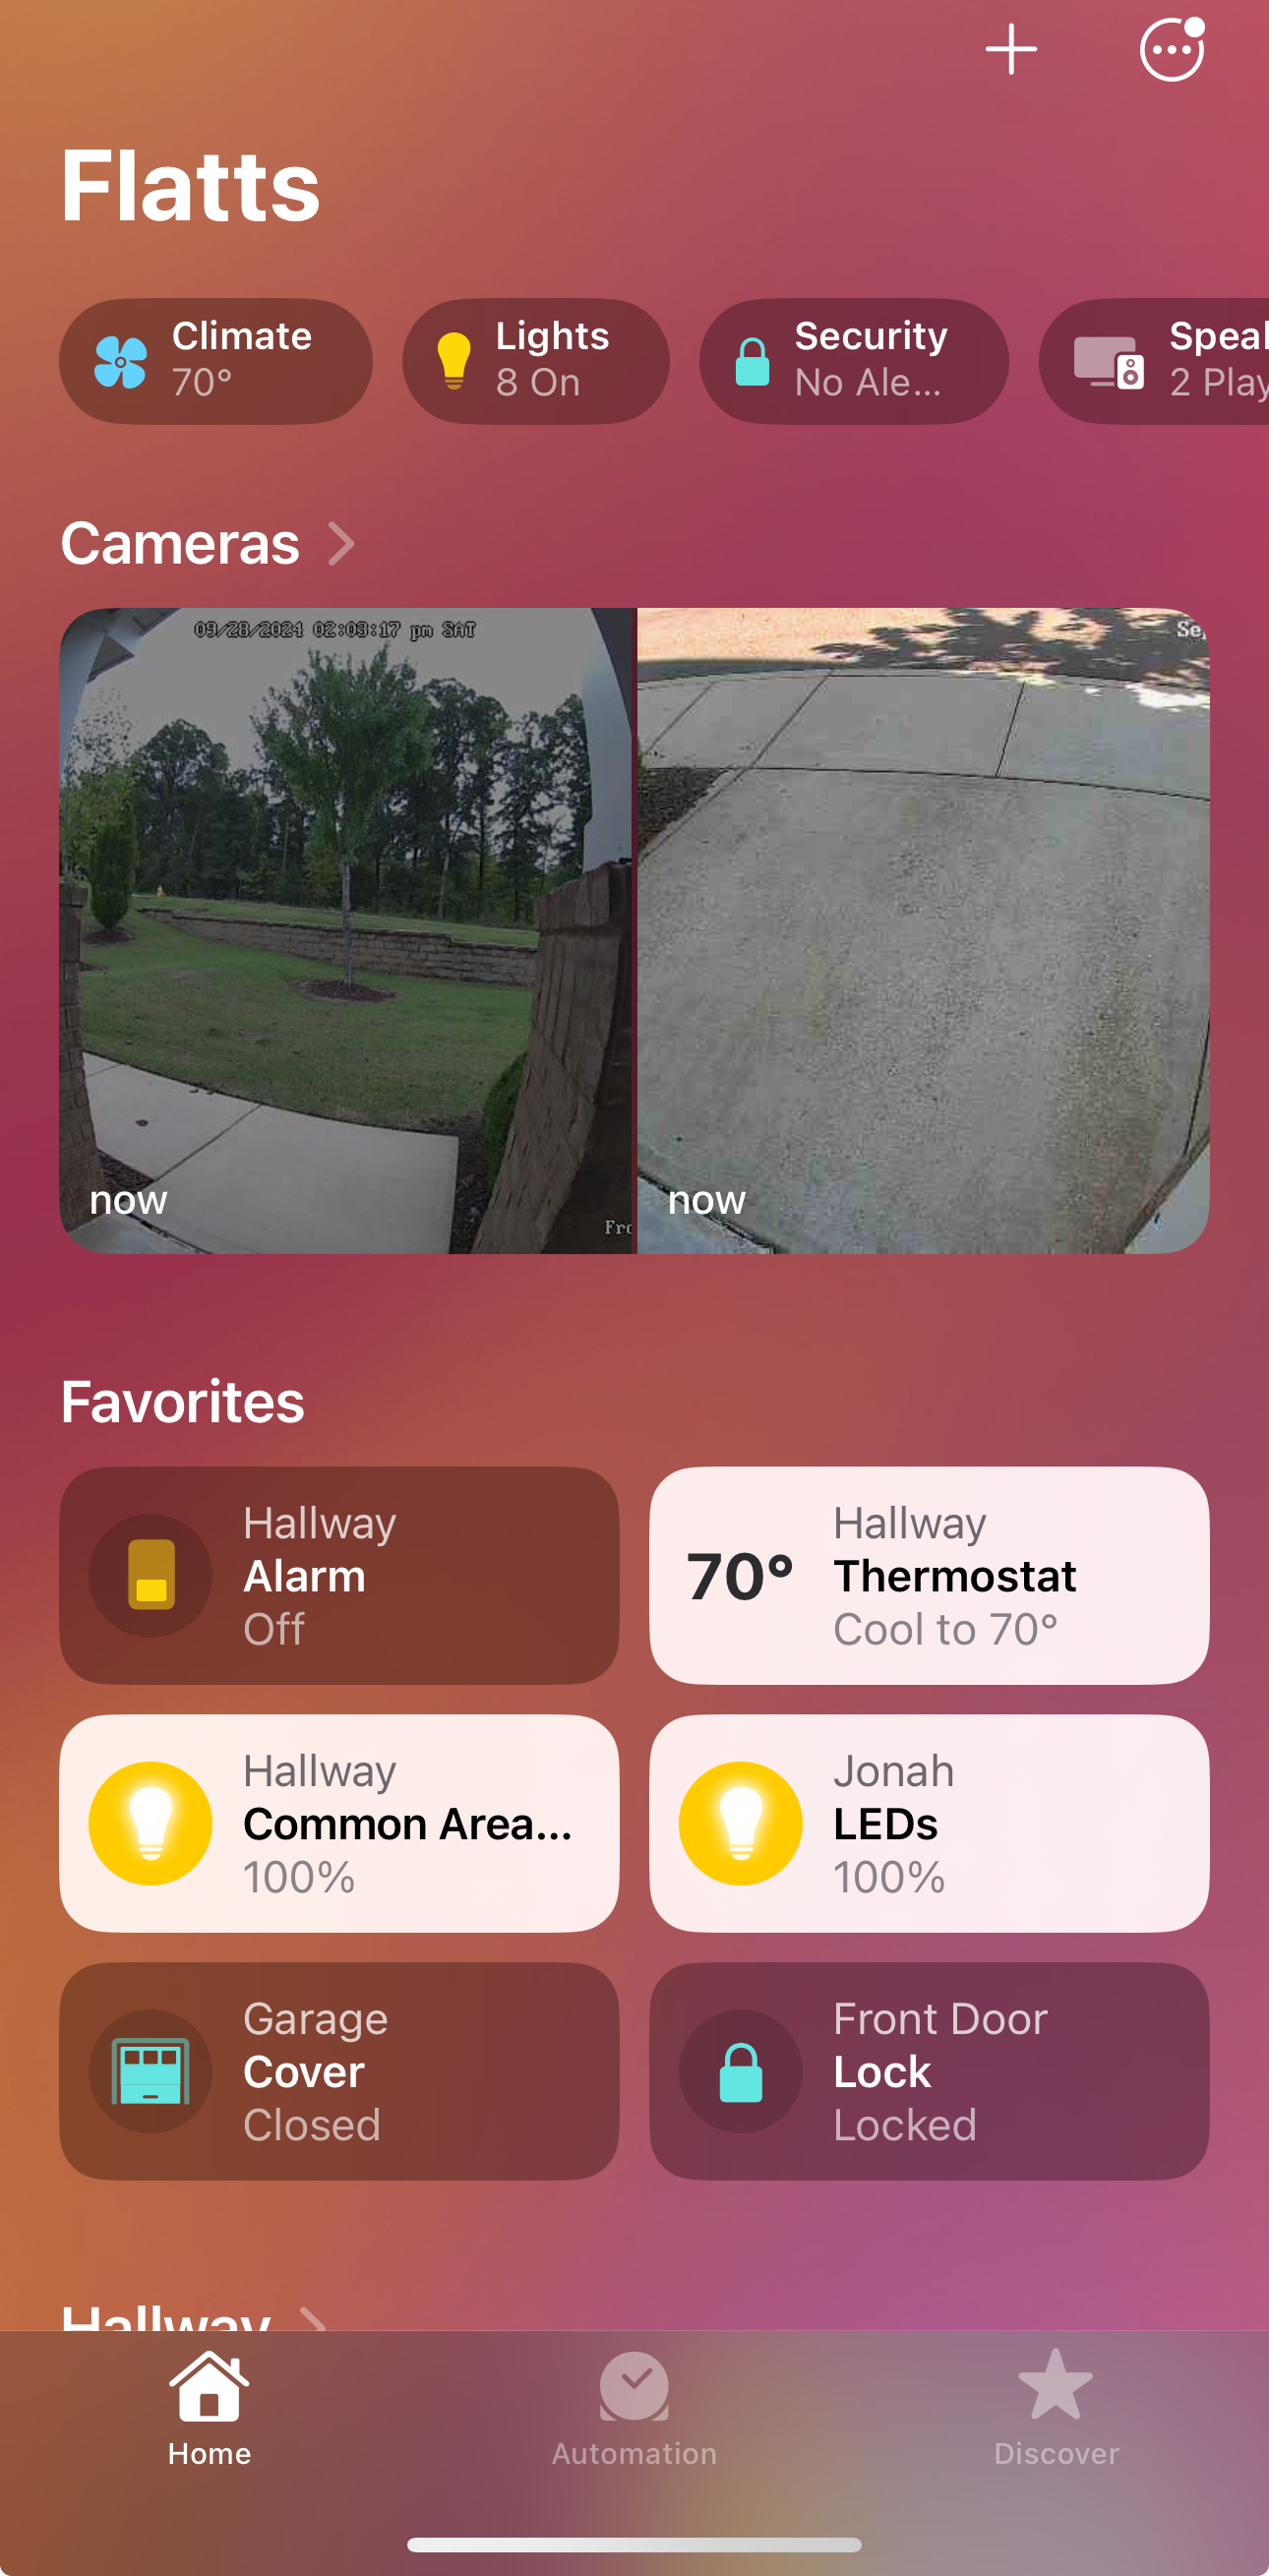 Flatts
Climate
70°
Lights
8 On
Security
No Ale...
Speal
2 Play
Cameras
09/28/2024 02:03:17 pm SAT
Se
now
Fro
now
Favorites
Hallway
Alarm
Off
70°
Hallway
Thermostat
Cool to 70°
Hallway
Common Area...
100%
Jonah
LEDs
100%
Garage
Cover
Closed
Front Door
Lock
Locked
Hallway
Home
Automation
Discover